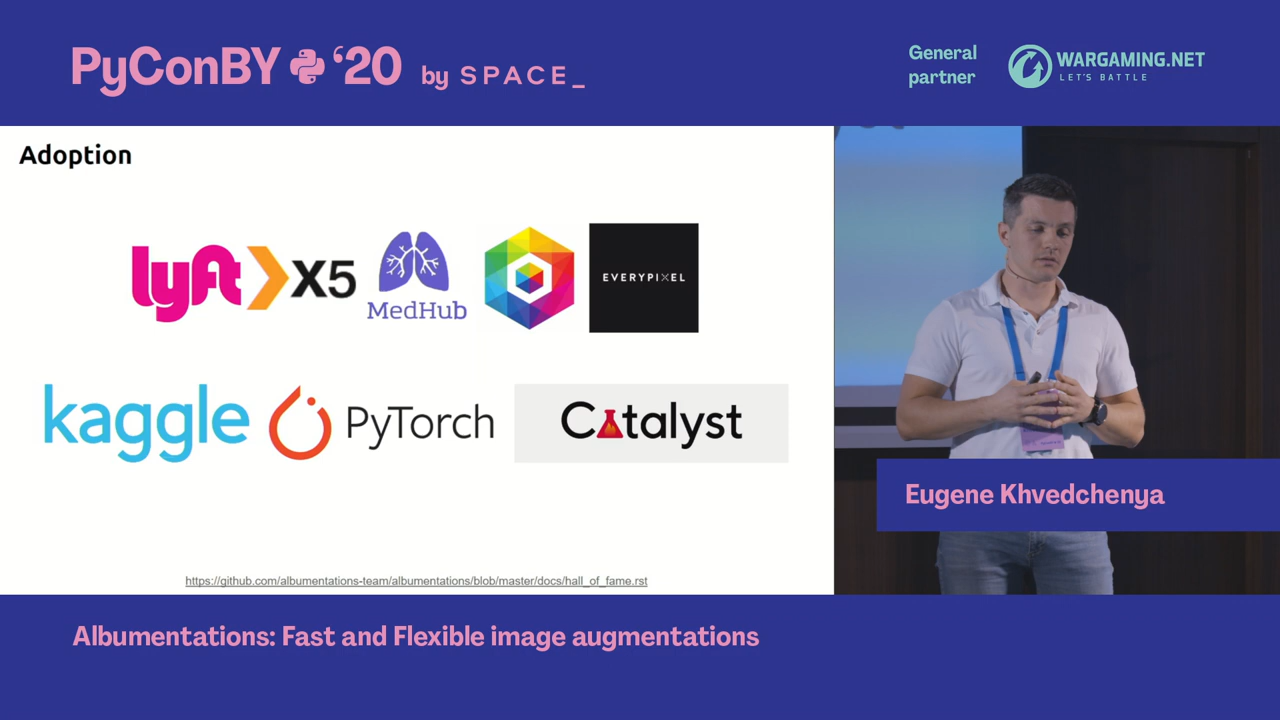 PyConBY '20 by SPACE_
General
partner
WARGAMING.NET
LET'S BATTLE
Adoption
lyft
X5
MedHub
EVERYPIXEL
kaggle
PyTorch
Catalyst
https://github.com/albumentations-team/albumentations/blob/master/docs/hall_of_fame.rst
Eugene Khvedchenya
Albumentations: Fast and Flexible image augmentations